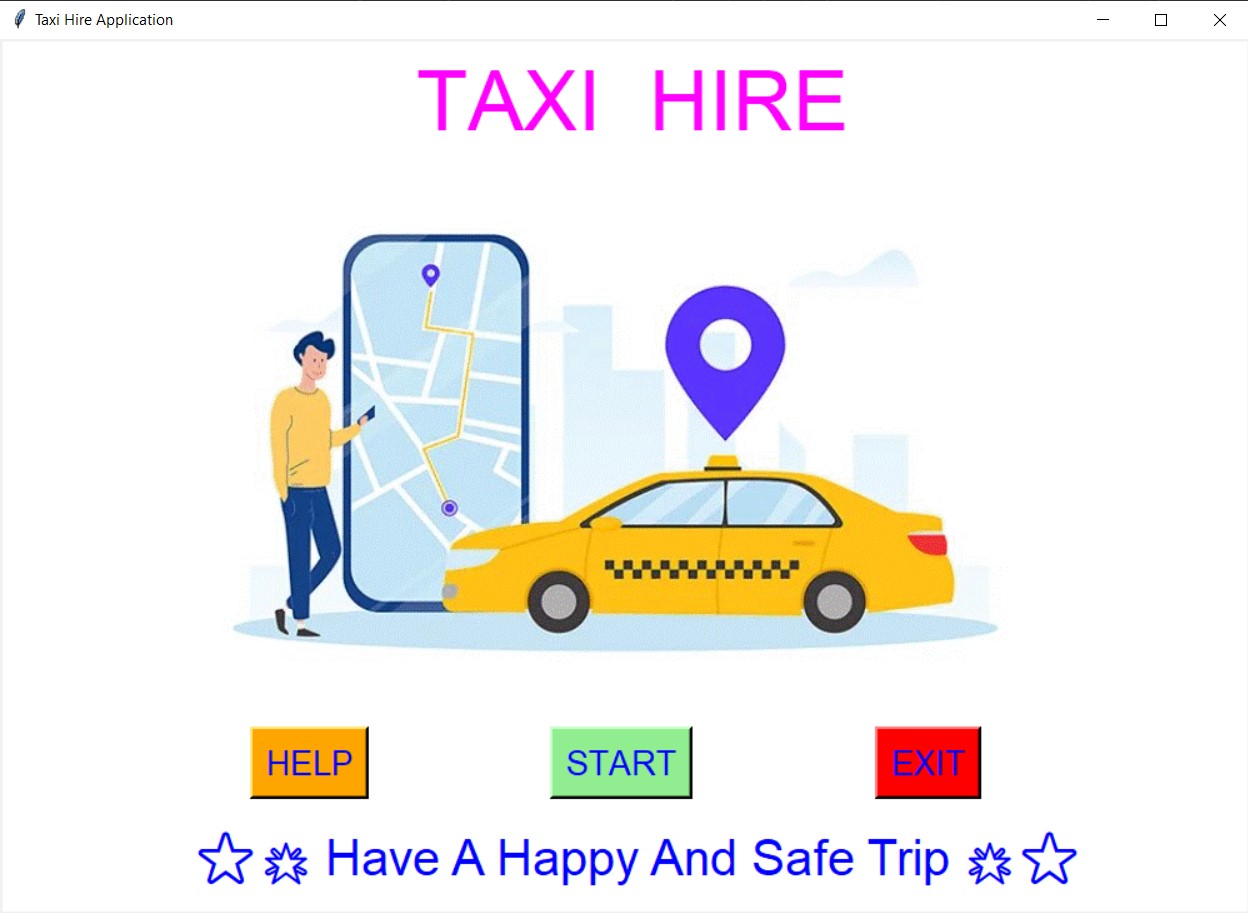 Taxi Hire Application
TAXI HIRE
HELP START EXIT
Have A Happy And Safe Trip